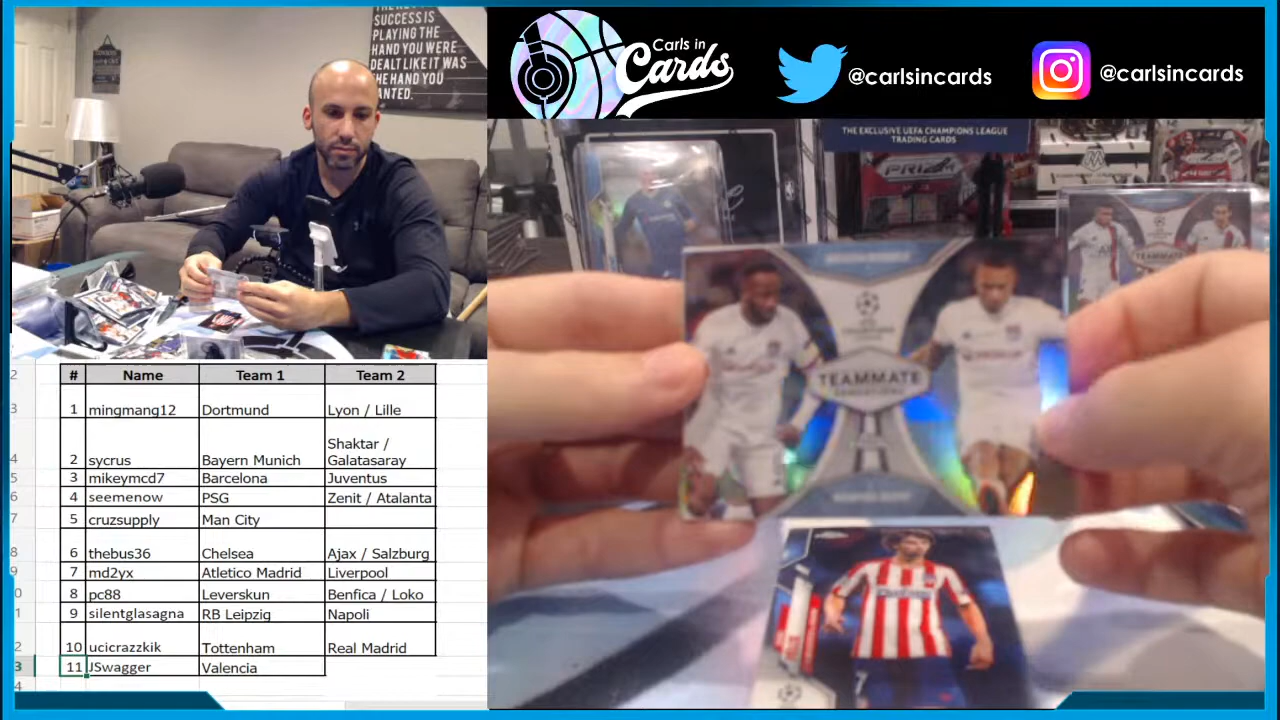 SUCCESS IS
PLAYING THE
HAND YOU WERE
DEALT LIKE IT WAS
THE HAND YOU
WANTED.
Carls in
Cards
@carlsincards
@carlsincards
THE EXCLUSIVE UEFA CHAMPIONS LEAGUE
TRADING CARDS
PRIZM
TEAMMATE
TEAMMATE
7
# Name Team 1 Team 2
1 mingmang12 Dortmund Lyon / Lille
Shaktar /
2 sycrus Bayern Munich Galatasaray
3 mikeymcd7 Barcelona Juventus
4 seemenow PSG Zenit / Atalanta
5 cruzsupply Man City
6 thebus36 Chelsea Ajax / Salzburg
7 md2yx Atletico Madrid Liverpool
8 pc88 Leverskun Benfica / Loko
9 silentglasagna RB Leipzig Napoli
10 ucicrazzkik Tottenham Real Madrid
11 JSwagger Valencia